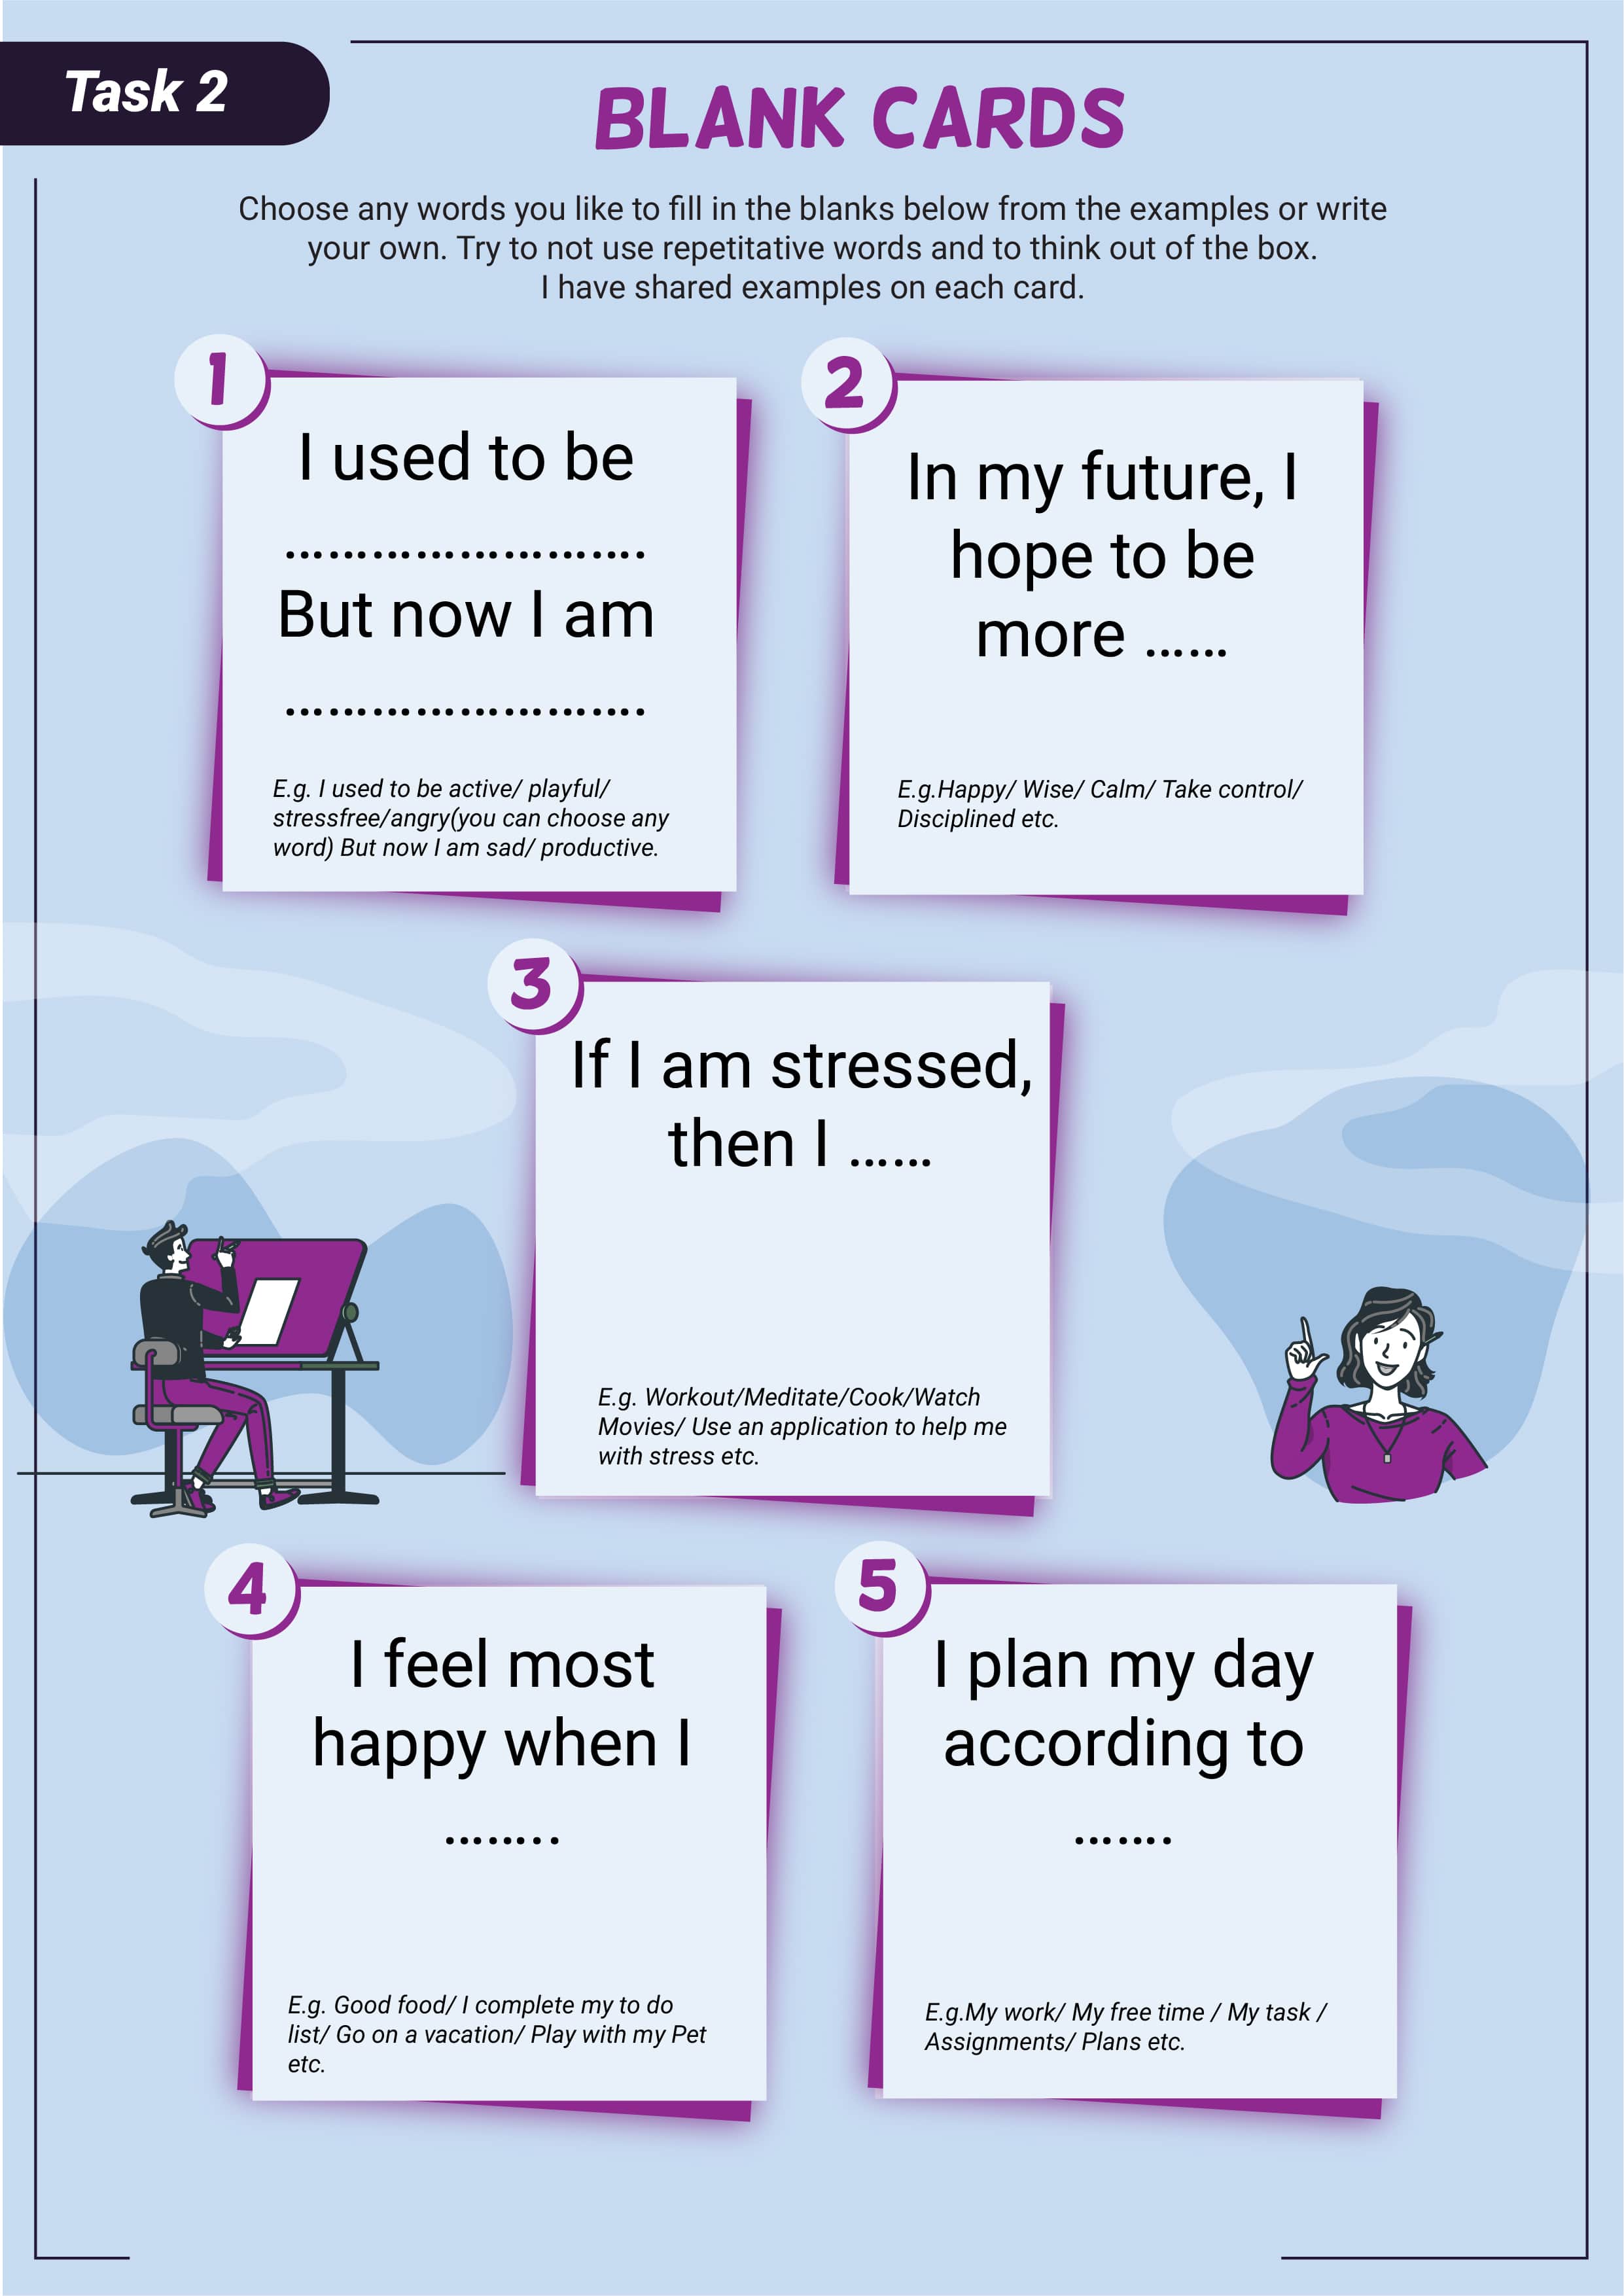 Task 2
BLANK CARDS
Choose any words you like to fill in the blanks below from the examples or write
your own. Try to not use repetitative words and to think out of the box.
I have shared examples on each card.
1
I used to be
.........................
But now I am
.........................
E.g. I used to be active/ playful/
stressfree/angry(you can choose any
word) But now I am sad/ productive.
2
In my future, I
hope to be
more ......
E.g.Happy/ Wise/ Calm/ Take control/
Disciplined etc.
3
If I am stressed,
then I ......
E.g. Workout/Meditate/Cook/Watch
Movies/ Use an application to help me
with stress etc.
4
I feel most
happy when I
........
E.g. Good food/ I complete my to do
list/ Go on a vacation/ Play with my Pet
etc.
5
I plan my day
according to
.......
E.g.My work/ My free time / My task /
Assignments/ Plans etc.